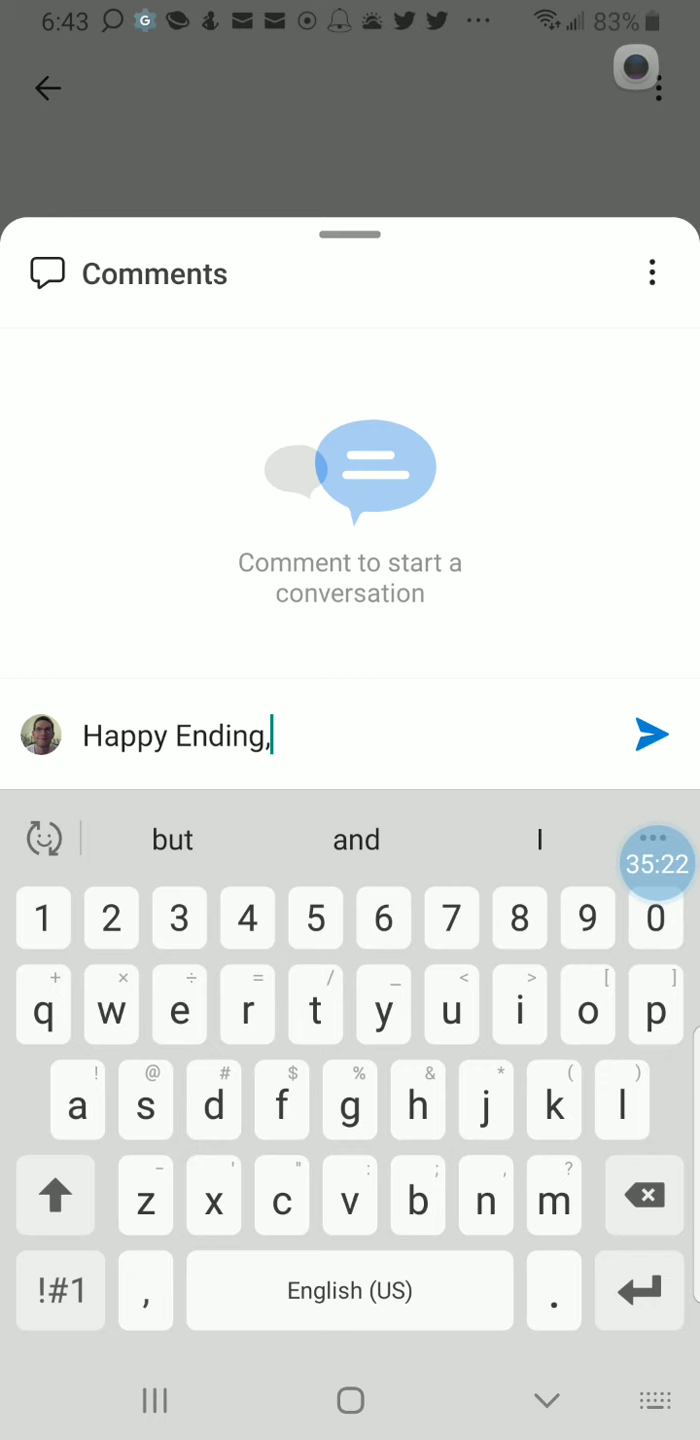 6:43
G
83%
Comments
Comment to start a
conversation
Happy Ending,
but and I
35:22
1 2 3 4 5 6 7 8 9 0
+ × ÷ = / _ < > [ ]
q w e r t y u i o p
! @ # $ % & * ( )
a s d f g h j k l
- ' " : ; , ?
z x c v b n m
!#1 , English (US) .